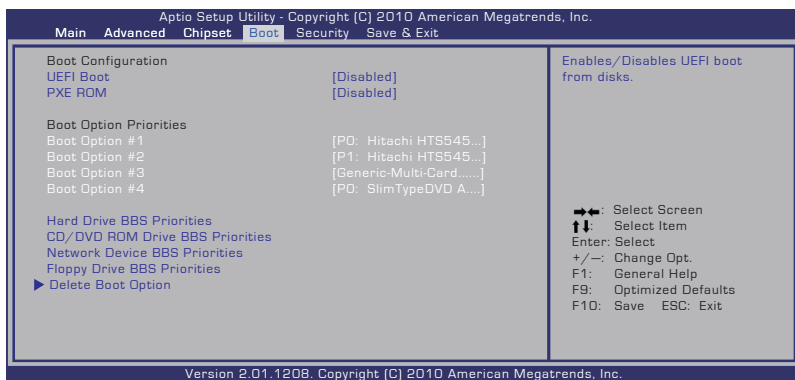 Aptio Setup Utility - Copyright (C) 2010 American Megatrends, Inc.
Main Advanced Chipset Boot Security Save & Exit
Boot Configuration
UEFI Boot [Disabled]
PXE ROM [Disabled]
Boot Option Priorities
Boot Option #1 [P0: Hitachi HTS545...]
Boot Option #2 [P1: Hitachi HTS545...]
Boot Option #3 [Generic-Multi-Card......]
Boot Option #4 [P0: SlimTypeDVD A....]
Hard Drive BBS Priorities
CD/DVD ROM Drive BBS Priorities
Network Device BBS Priorities
Floppy Drive BBS Priorities
Delete Boot Option
Enables/Disables UEFI boot
from disks.
→←: Select Screen
↑↓: Select Item
Enter: Select
+/—: Change Opt.
F1: General Help
F9: Optimized Defaults
F10: Save ESC: Exit
Version 2.01.1208. Copyright (C) 2010 American Megatrends, Inc.